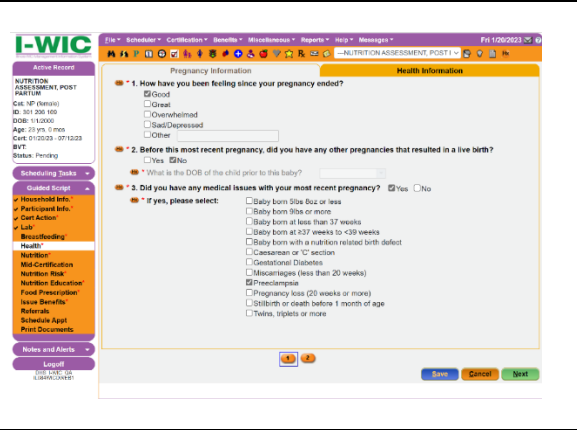 I-WIC
File Scheduler Certification Benefits Miscellaneous Reports Help Messages Fri 1/20/2023
—NUTRITION ASSESSMENT, POST I
Active Record
NUTRITION
ASSESSMENT, POST
PARTUM
Cat: NP (female)
ID: 301 206 109
DOB: 1/1/2000
Age: 23 yrs. 0 mos
Cert: 01/20/23 - 07/12/23
BVT:
Status: Pending
Scheduling Tasks
Guided Script
Household Info.*
Participant Info.*
Cert Action*
Lab*
Breastfeeding*
Health*
Nutrition*
Mid-Certification
Nutrition Risk*
Nutrition Education*
Food Prescription*
Issue Benefits*
Referrals
Schedule Appt
Print Documents
Notes and Alerts
Logoff
Pregnancy Information
Health Information
* 1. How have you been feeling since your pregnancy ended?
Good
Great
Overwhelmed
Sad/Depressed
Other
* 2. Before this most recent pregnancy, did you have any other pregnancies that resulted in a live birth?
Yes No
* What is the DOB of the child prior to this baby?
* 3. Did you have any medical issues with your most recent pregnancy? Yes No
* If yes, please select:
Baby born 5lbs 8oz or less
Baby born 9lbs or more
Baby born at less than 37 weeks
Baby born at ≥37 weeks to <39 weeks
Baby born with a nutrition related birth defect
Caesarean or 'C' section
Gestational Diabetes
Miscarriages (less than 20 weeks)
Preeclampsia
Pregnancy loss (20 weeks or more)
Stillbirth or death before 1 month of age
Twins, triplets or more
1 2
Save Cancel Next